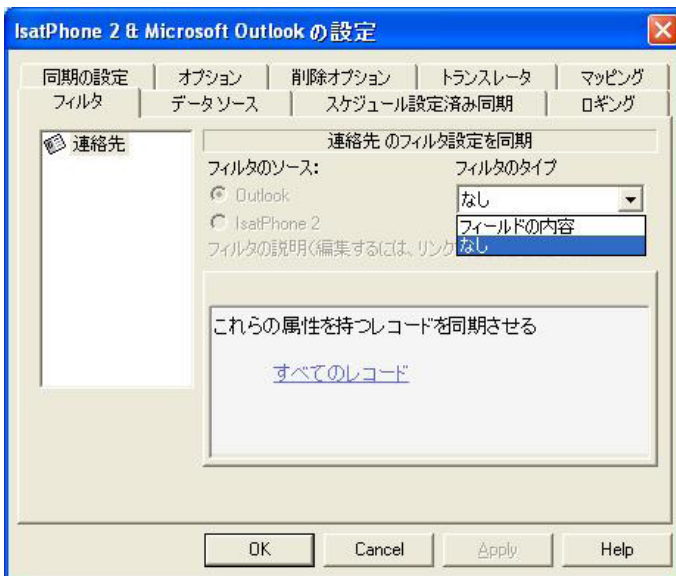 IsatPhone 2 & Microsoft Outlook の設定
同期の設定 オプション 削除オプション トランスレータ マッピング
フィルタ データ ソース スケジュール設定済み同期 ロギング
連絡先
連絡先 のフィルタ設定を同期
フィルタのソース: フィルタのタイプ
Outlook なし
IsatPhone 2 フィールドの内容
フィルタの説明(編集するには、リンク なし
これらの属性を持つレコードを同期させる
すべてのレコード
OK Cancel Apply Help